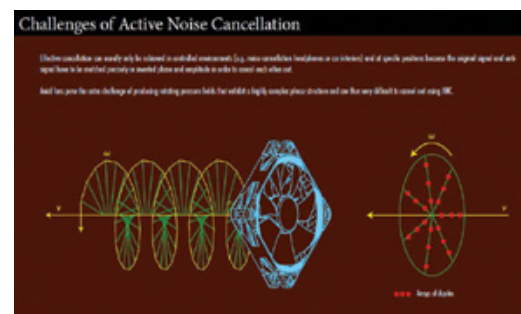 Challenges of Active Noise Cancellation
Effective cancellation can usually only be achieved in controlled environments (e.g., noise-cancellation headphones or car interiors) and at specific positions because the original signal and anti-
signal have to be matched precisely in inverted phase and amplitude in order to cancel each other out.
Axial fans pose the extra challenge of producing rotating pressure fields that exhibit a highly complex phase structure and are thus very difficult to cancel out using ANC.
ω
ω
v
v
Arrays of dipoles